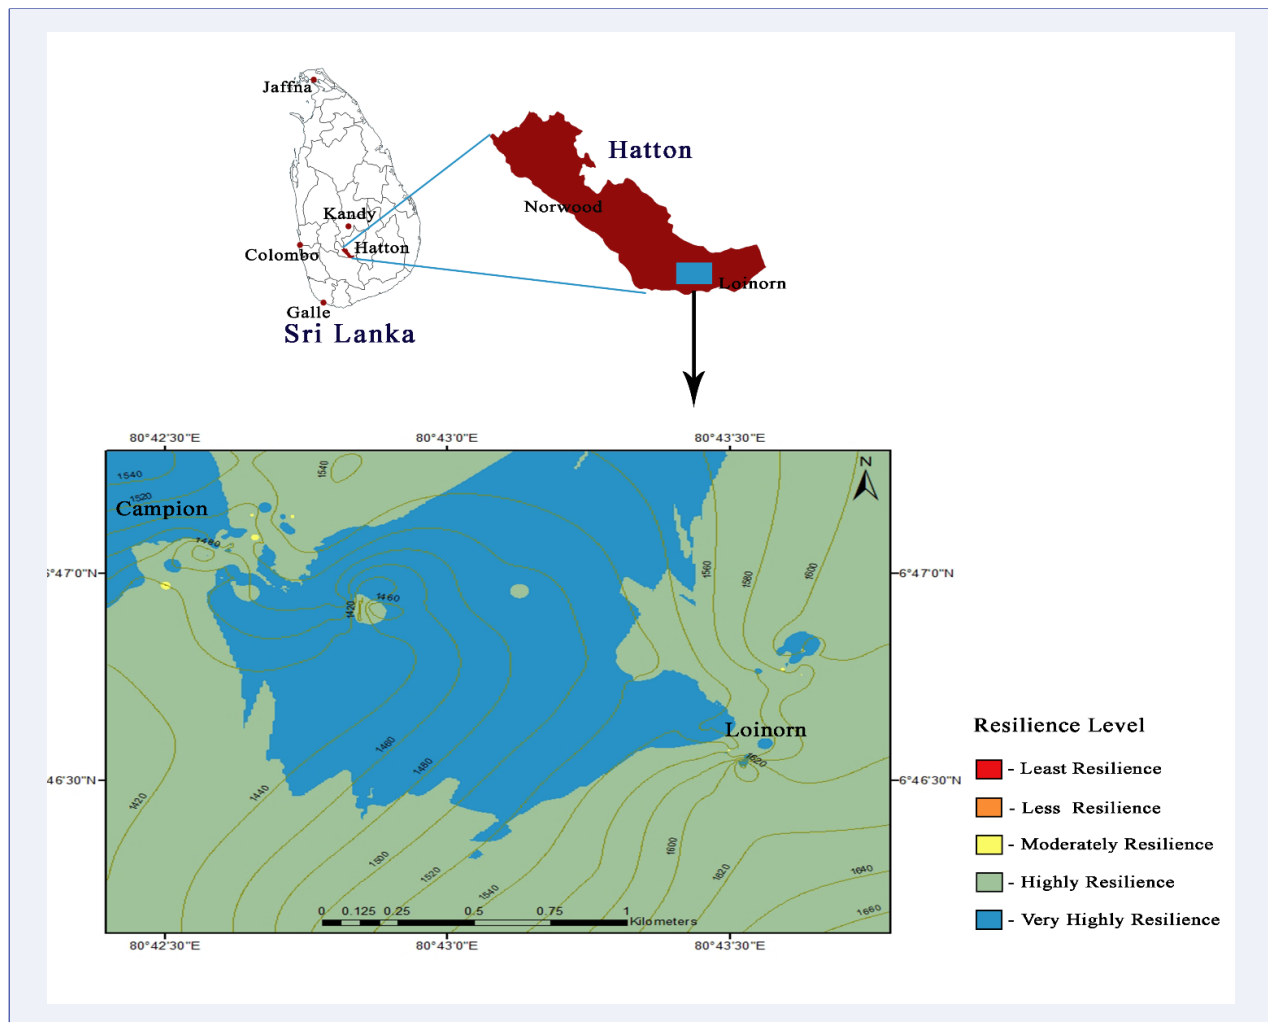 Jaffna
Hatton
Norwood
Kandy
Hatton
Colombo
Loinorn
Galle
Sri Lanka
80°42'30"E
80°43'0"E
80°43'30"E
N
1540
1540
1520
Campion
1480
1560
1580
1600
6°47'0"N
6°47'0"N
1460
1420
Loinorn
1460
1480
1620
46'30"N
6°46'30"N
1420
1440
1500
1520
1540
1600
1640
1660
0 0.125 0.25 0.5 0.75 1
Kilometers
80°42'30"E
80°43'0"E
80°43'30"E
Resilience Level
- Least Resilience
- Less Resilience
- Moderately Resilience
- Highly Resilience
- Very Highly Resilience